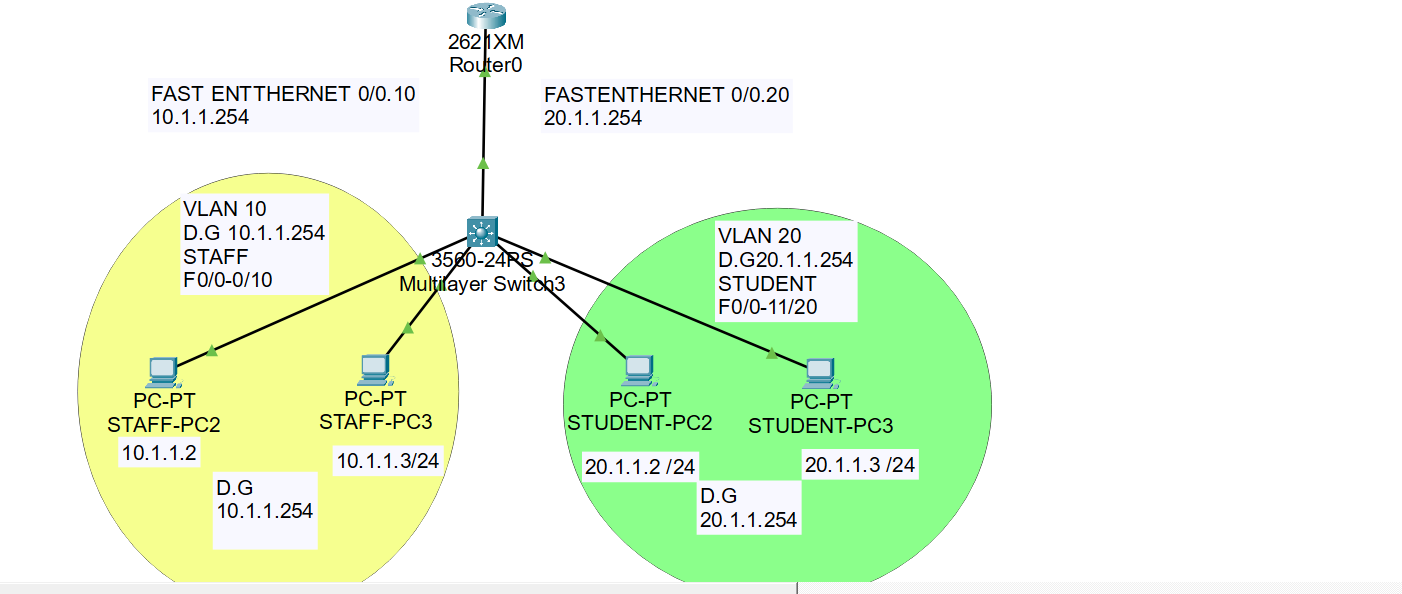 2621XM
Router0
FAST ENTTHERNET 0/0.10
10.1.1.254
FASTENTHERNET 0/0.20
20.1.1.254
VLAN 10
D.G 10.1.1.254
STAFF
F0/0-0/10
3560-24PS
Multilayer Switch3
VLAN 20
D.G20.1.1.254
STUDENT
F0/0-11/20
PC-PT
STAFF-PC2
10.1.1.2
PC-PT
STAFF-PC3
10.1.1.3/24
D.G
10.1.1.254
PC-PT
STUDENT-PC2
20.1.1.2 /24
PC-PT
STUDENT-PC3
20.1.1.3 /24
D.G
20.1.1.254